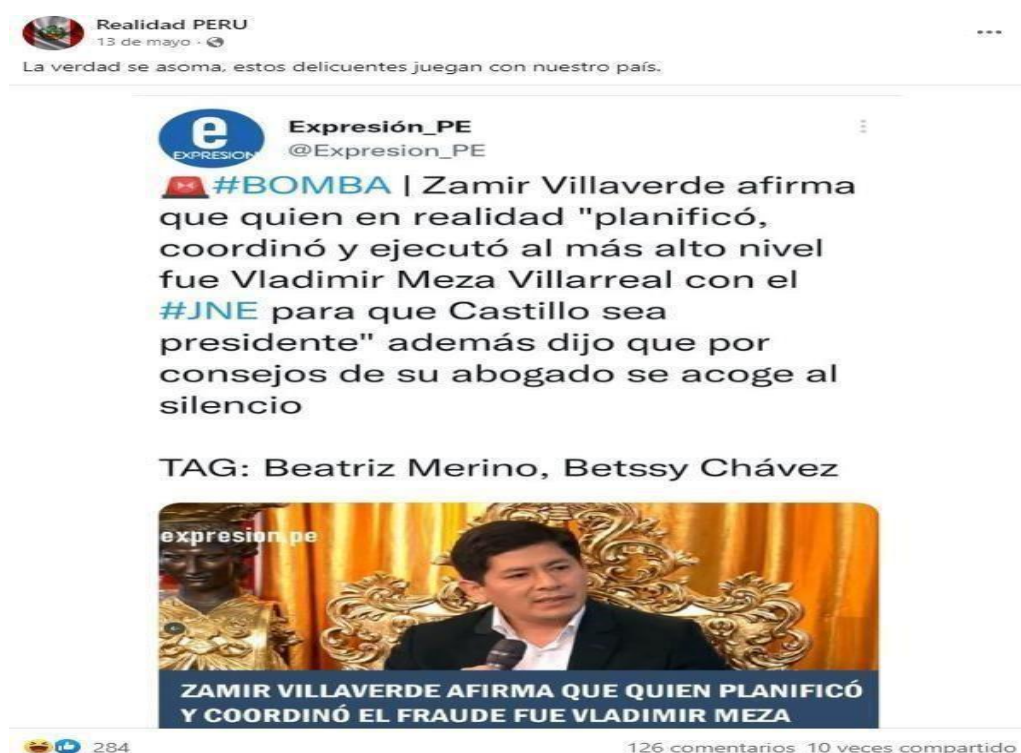 Realidad PERU
13 de mayo ·
La verdad se asoma, estos delicuentes juegan con nuestro país.
e
EXPRESION
Expresión_PE
@Expresion_PE
#BOMBA | Zamir Villaverde afirma
que quien en realidad "planificó,
coordinó y ejecutó al más alto nivel
fue Vladimir Meza Villarreal con el
#JNE para que Castillo sea
presidente" además dijo que por
consejos de su abogado se acoge al
silencio
TAG: Beatriz Merino, Betssy Chávez
expresion.pe
ZAMIR VILLAVERDE AFIRMA QUE QUIEN PLANIFICÓ
Y COORDINÓ EL FRAUDE FUE VLADIMIR MEZA
284
126 comentarios 10 veces compartido